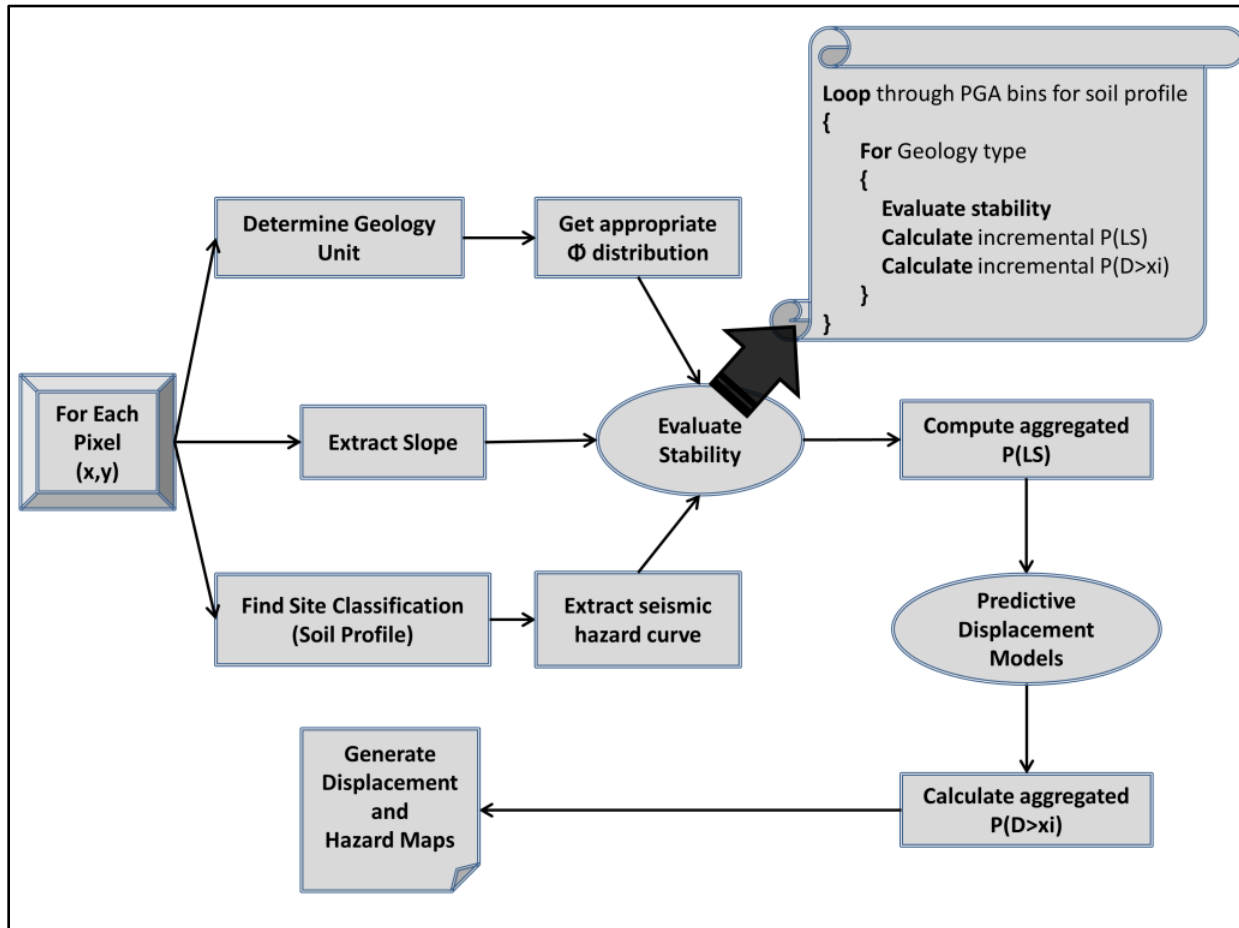 Loop through PGA bins for soil profile
{
For Geology type
{
Evaluate stability
Calculate incremental P(LS)
Calculate incremental P(D>xi)
}
}
Determine Geology
Unit
Get appropriate
Φ distribution
For Each
Pixel
(x,y)
Extract Slope
Evaluate
Stability
Compute aggregated
P(LS)
Find Site Classification
(Soil Profile)
Extract seismic
hazard curve
Predictive
Displacement
Models
Generate
Displacement
and
Hazard Maps
Calculate aggregated
P(D>xi)